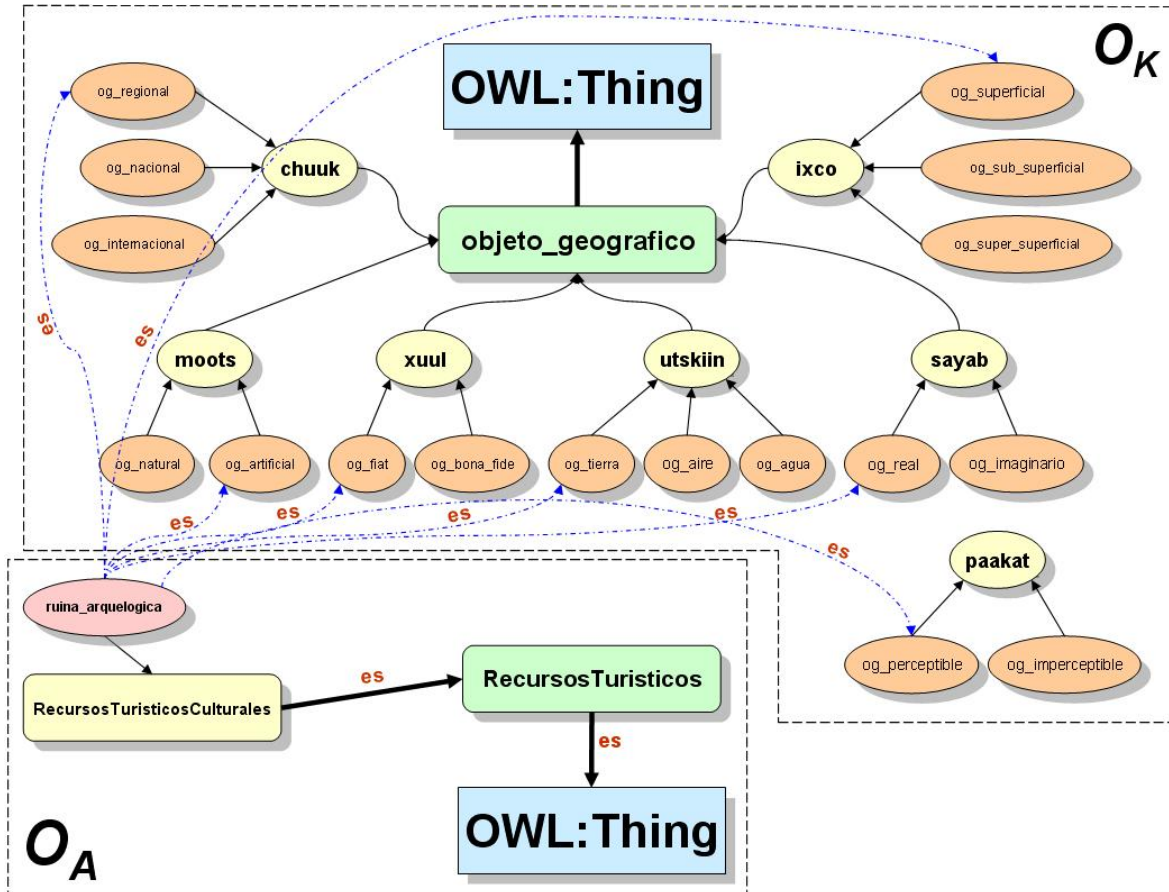 O_K
OWL:Thing
og_regional
og_superficial
og_nacional
chuuk
ixco
og_sub_superficial
og_internacional
objeto_geografico
og_super_superficial
es
es
moots
xuul
utskiin
sayab
og_natural
og_artificial
og_fiat
og_bona_fide
og_tierra
og_aire
og_agua
og_real
og_imaginario
es
es
es
es
es
paakat
ruina_arquelogica
og_perceptible
og_imperceptible
es
RecursosTuristicos
RecursosTuristicosCulturales
es
OWL:Thing
O_A